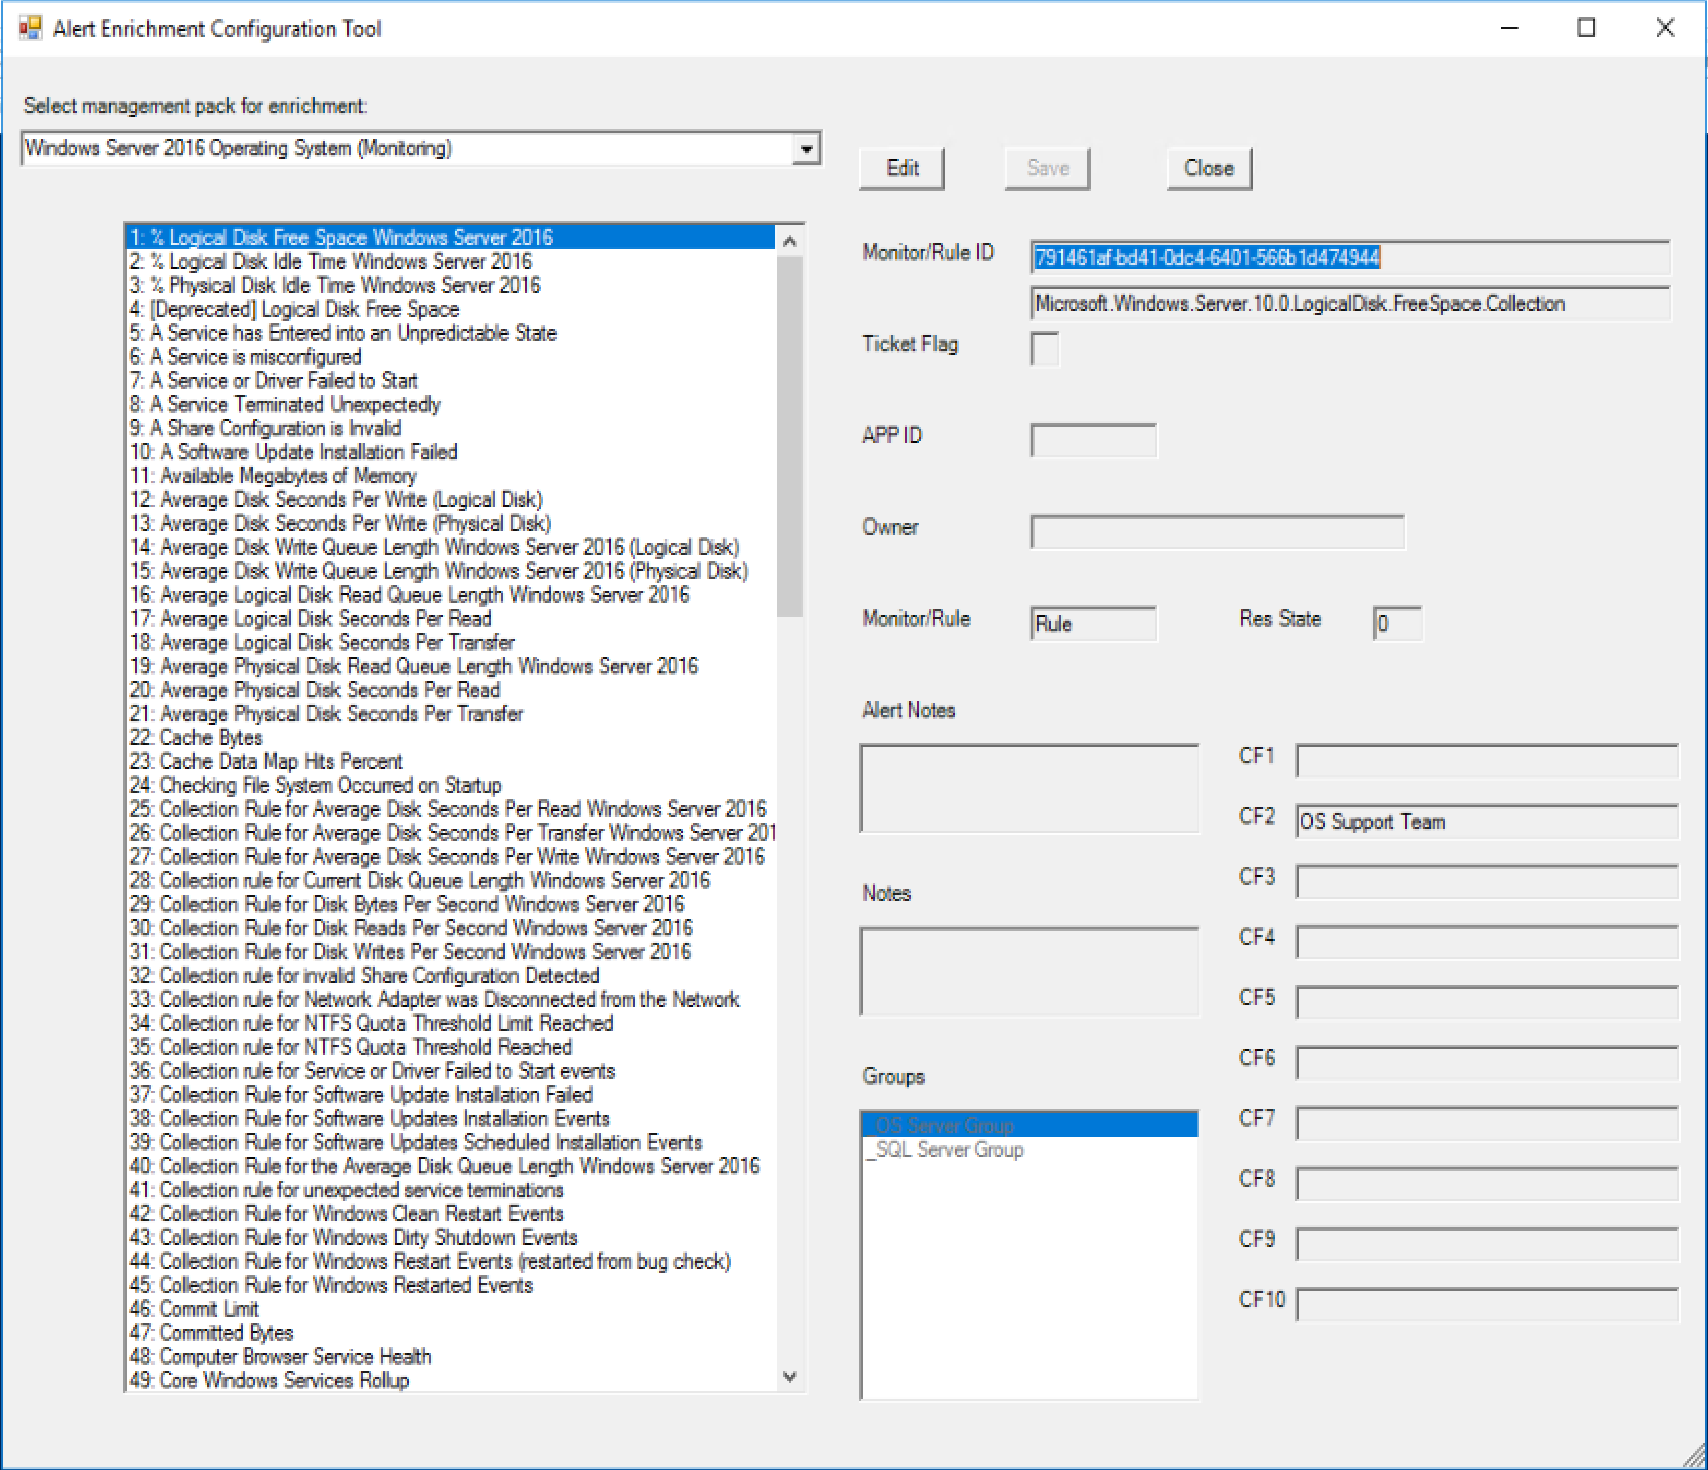 Alert Enrichment Configuration Tool
Select management pack for enrichment:
Windows Server 2016 Operating System (Monitoring)
Edit
Save
Close
1: % Logical Disk Free Space Windows Server 2016
2: % Logical Disk Idle Time Windows Server 2016
3: % Physical Disk Idle Time Windows Server 2016
4: [Deprecated] Logical Disk Free Space
5: A Service has Entered into an Unpredictable State
6: A Service is misconfigured
7: A Service or Driver Failed to Start
8: A Service Terminated Unexpectedly
9: A Share Configuration is Invalid
10: A Software Update Installation Failed
11: Available Megabytes of Memory
12: Average Disk Seconds Per Write (Logical Disk)
13: Average Disk Seconds Per Write (Physical Disk)
14: Average Disk Write Queue Length Windows Server 2016 (Logical Disk)
15: Average Disk Write Queue Length Windows Server 2016 (Physical Disk)
16: Average Logical Disk Read Queue Length Windows Server 2016
17: Average Logical Disk Seconds Per Read
18: Average Logical Disk Seconds Per Transfer
19: Average Physical Disk Read Queue Length Windows Server 2016
20: Average Physical Disk Seconds Per Read
21: Average Physical Disk Seconds Per Transfer
22: Cache Bytes
23: Cache Data Map Hits Percent
24: Checking File System Occurred on Startup
25: Collection Rule for Average Disk Seconds Per Read Windows Server 2016
26: Collection Rule for Average Disk Seconds Per Transfer Windows Server 201
27: Collection Rule for Average Disk Seconds Per Write Windows Server 2016
28: Collection rule for Current Disk Queue Length Windows Server 2016
29: Collection Rule for Disk Bytes Per Second Windows Server 2016
30: Collection Rule for Disk Reads Per Second Windows Server 2016
31: Collection Rule for Disk Writes Per Second Windows Server 2016
32: Collection rule for invalid Share Configuration Detected
33: Collection rule for Network Adapter was Disconnected from the Network
34: Collection rule for NTFS Quota Threshold Limit Reached
35: Collection rule for NTFS Quota Threshold Reached
36: Collection rule for Service or Driver Failed to Start events
37: Collection Rule for Software Update Installation Failed
38: Collection Rule for Software Updates Installation Events
39: Collection Rule for Software Updates Scheduled Installation Events
40: Collection Rule for the Average Disk Queue Length Windows Server 2016
41: Collection rule for unexpected service terminations
42: Collection Rule for Windows Clean Restart Events
43: Collection Rule for Windows Dirty Shutdown Events
44: Collection Rule for Windows Restart Events (restarted from bug check)
45: Collection Rule for Windows Restarted Events
46: Commit Limit
47: Committed Bytes
48: Computer Browser Service Health
49: Core Windows Services Rollup
Monitor/Rule ID
791461af-bd41-0dc4-6401-566b1d474944
Microsoft.Windows.Server.10.0.LogicalDisk.FreeSpace.Collection
Ticket Flag
APP ID
Owner
Monitor/Rule
Rule
Res State
0
Alert Notes
Notes
Groups
_OS Server Group
_SQL Server Group
CF1
CF2
OS Support Team
CF3
CF4
CF5
CF6
CF7
CF8
CF9
CF10